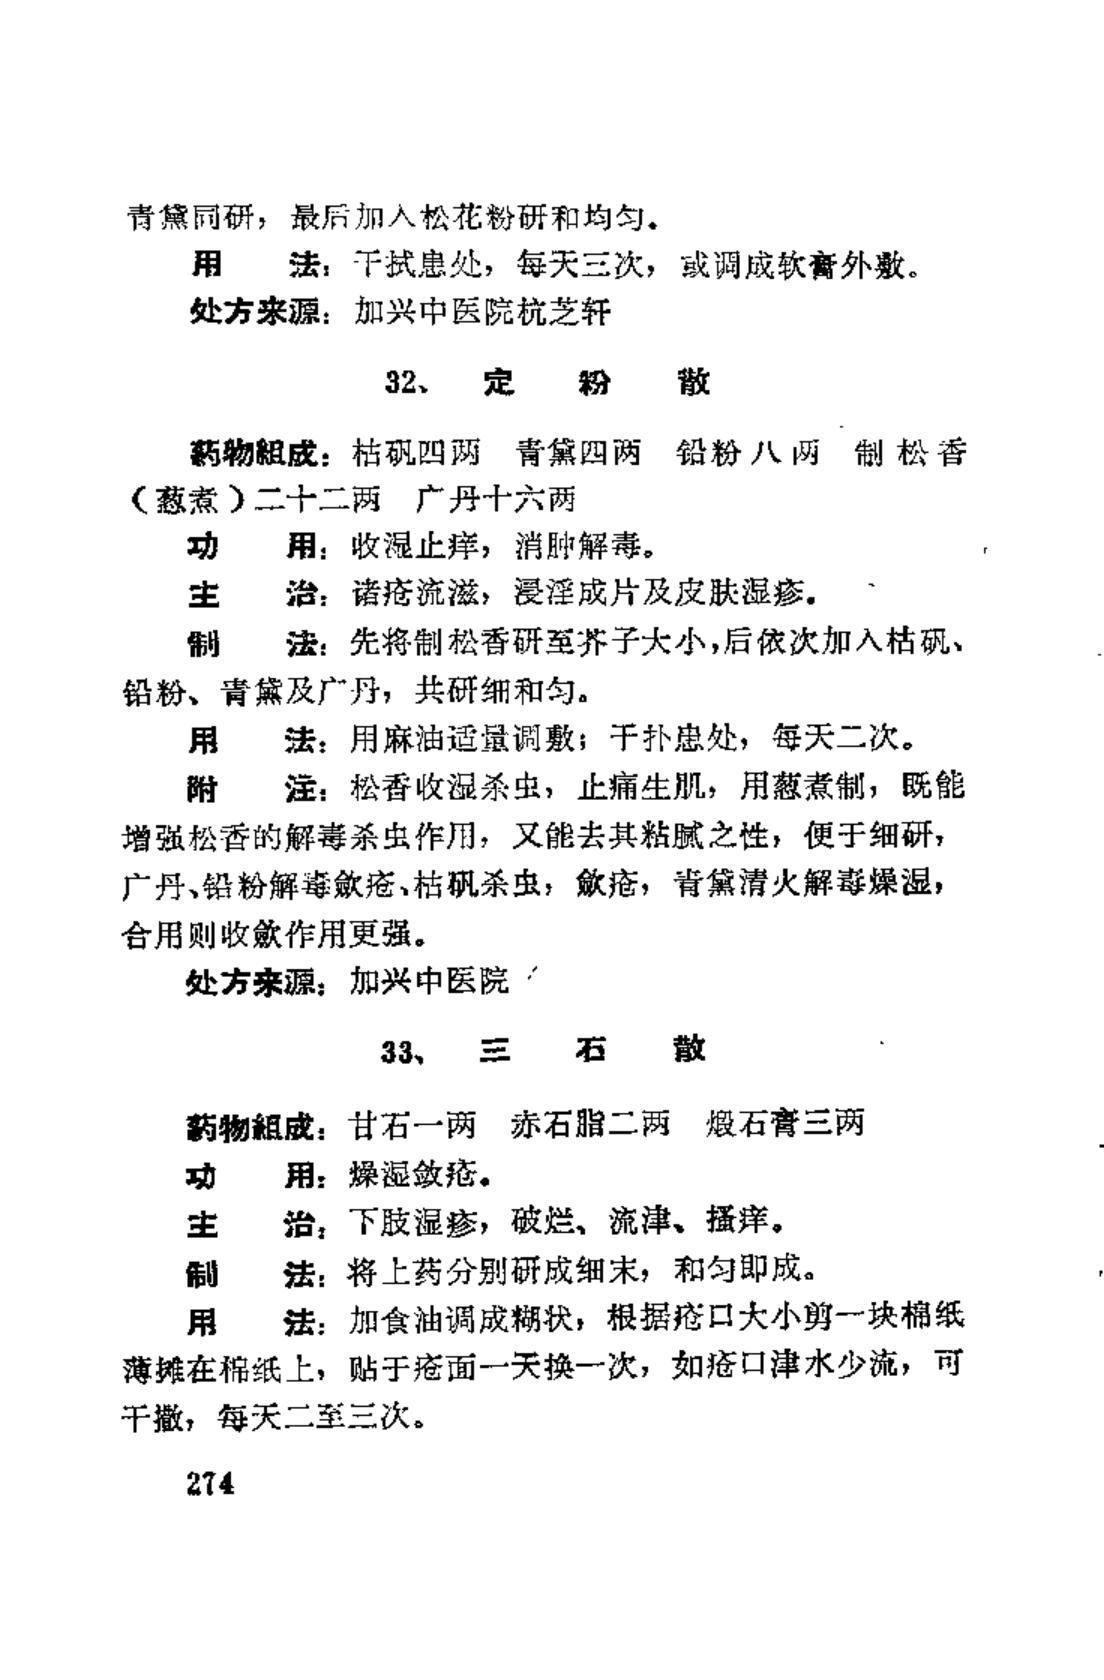 青黛同研，最后加入松花粉研和均匀。
用　　法：干拭患处，每天三次，或调成软膏外敷。
处方来源：加兴中医院杭芝轩
32、　定　粉　散
药物组成：枯矾四两　青黛四两　铅粉八两　制松香
（葱煮）二十二两　广丹十六两
功　　用：收湿止痒，消肿解毒。
主　　治：诸疮流滋，浸淫成片及皮肤湿疹。
制　　法：先将制松香研至芥子大小，后依次加入枯矾、
铅粉、青黛及广丹，共研细和匀。
用　　法：用麻油适量调敷；干扑患处，每天二次。
附　　注：松香收湿杀虫，止痛生肌，用葱煮制，既能
增强松香的解毒杀虫作用，又能去其粘腻之性，便于细研，
广丹、铅粉解毒敛疮、枯矾杀虫，敛疮，青黛清火解毒燥湿，
合用则收敛作用更强。
处方来源：加兴中医院
33、　三　石　散
药物组成：甘石一两　赤石脂二两　煅石膏三两
功　　用：燥湿敛疮。
主　　治：下肢湿疹，破烂、流津、搔痒。
制　　法：将上药分别研成细末，和匀即成。
用　　法：加食油调成糊状，根据疮口大小剪一块棉纸
薄摊在棉纸上，贴于疮面一天换一次，如疮口津水少流，可
干撒，每天二至三次。
274